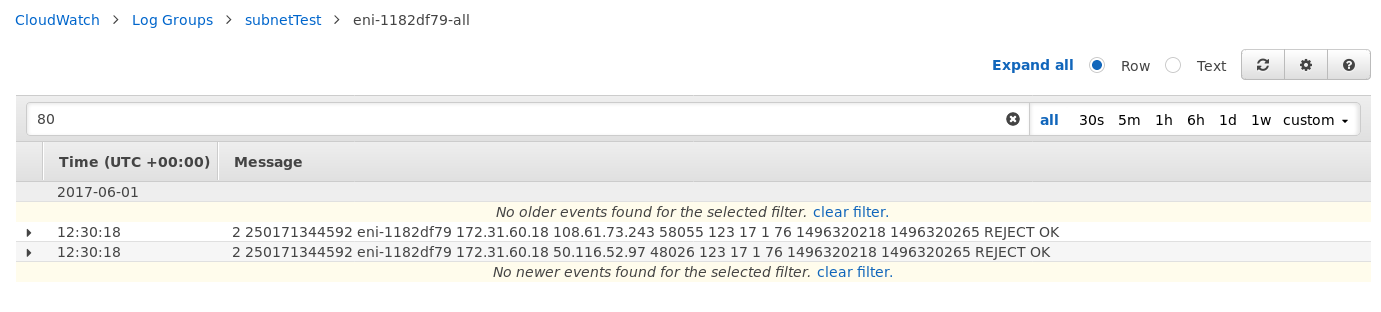 CloudWatch > Log Groups > subnetTest > eni-1182df79-all
Expand all Row Text
80 all 30s 5m 1h 6h 1d 1w custom
Time (UTC +00:00) Message
2017-06-01
No older events found for the selected filter. clear filter.
12:30:18 2 250171344592 eni-1182df79 172.31.60.18 108.61.73.243 58055 123 17 1 76 1496320218 1496320265 REJECT OK
12:30:18 2 250171344592 eni-1182df79 172.31.60.18 50.116.52.97 48026 123 17 1 76 1496320218 1496320265 REJECT OK
No newer events found for the selected filter. clear filter.